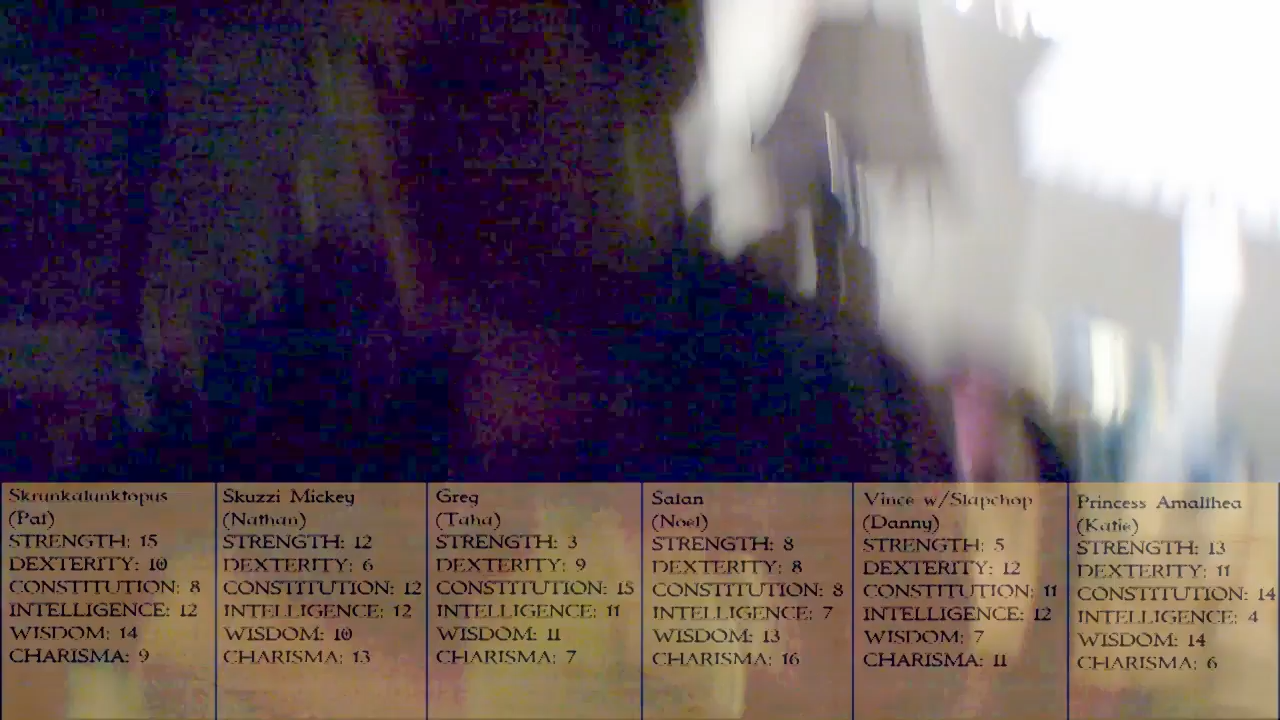 Skrunkalunktopus
(Pat)
STRENGTH: 15
DEXTERITY: 10
CONSTITUTION: 8
INTELLIGENCE: 12
WISDOM: 14
CHARISMA: 9
Skuzzi Mickey
(Nathan)
STRENGTH: 12
DEXTERITY: 6
CONSTITUTION: 12
INTELLIGENCE: 12
WISDOM: 10
CHARISMA: 13
Greg
(Taha)
STRENGTH: 3
DEXTERITY: 9
CONSTITUTION: 15
INTELLIGENCE: 11
WISDOM: 11
CHARISMA: 7
Satan
(Noel)
STRENGTH: 8
DEXTERITY: 8
CONSTITUTION: 8
INTELLIGENCE: 7
WISDOM: 13
CHARISMA: 16
Vince w/Slapchop
(Danny)
STRENGTH: 5
DEXTERITY: 12
CONSTITUTION: 11
INTELLIGENCE: 12
WISDOM: 7
CHARISMA: 11
Princess Amalthea
(Katie)
STRENGTH: 13
DEXTERITY: 11
CONSTITUTION: 14
INTELLIGENCE: 4
WISDOM: 14
CHARISMA: 6